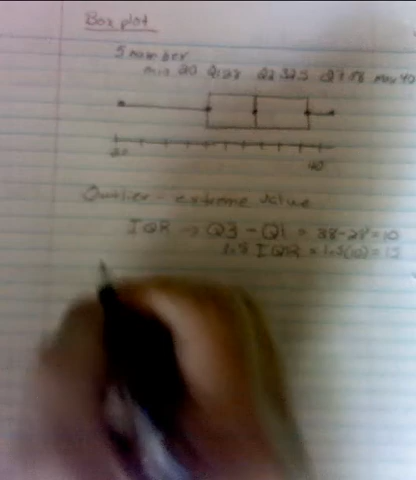 Box plot
5 number
min 20 Q1 28 Q2 32.5 Q3 38 max 40
20 40
Outlier - extreme value
IQR → Q3 - Q1 = 38-28 = 10
1.5 IQR = 1.5(10) = 15